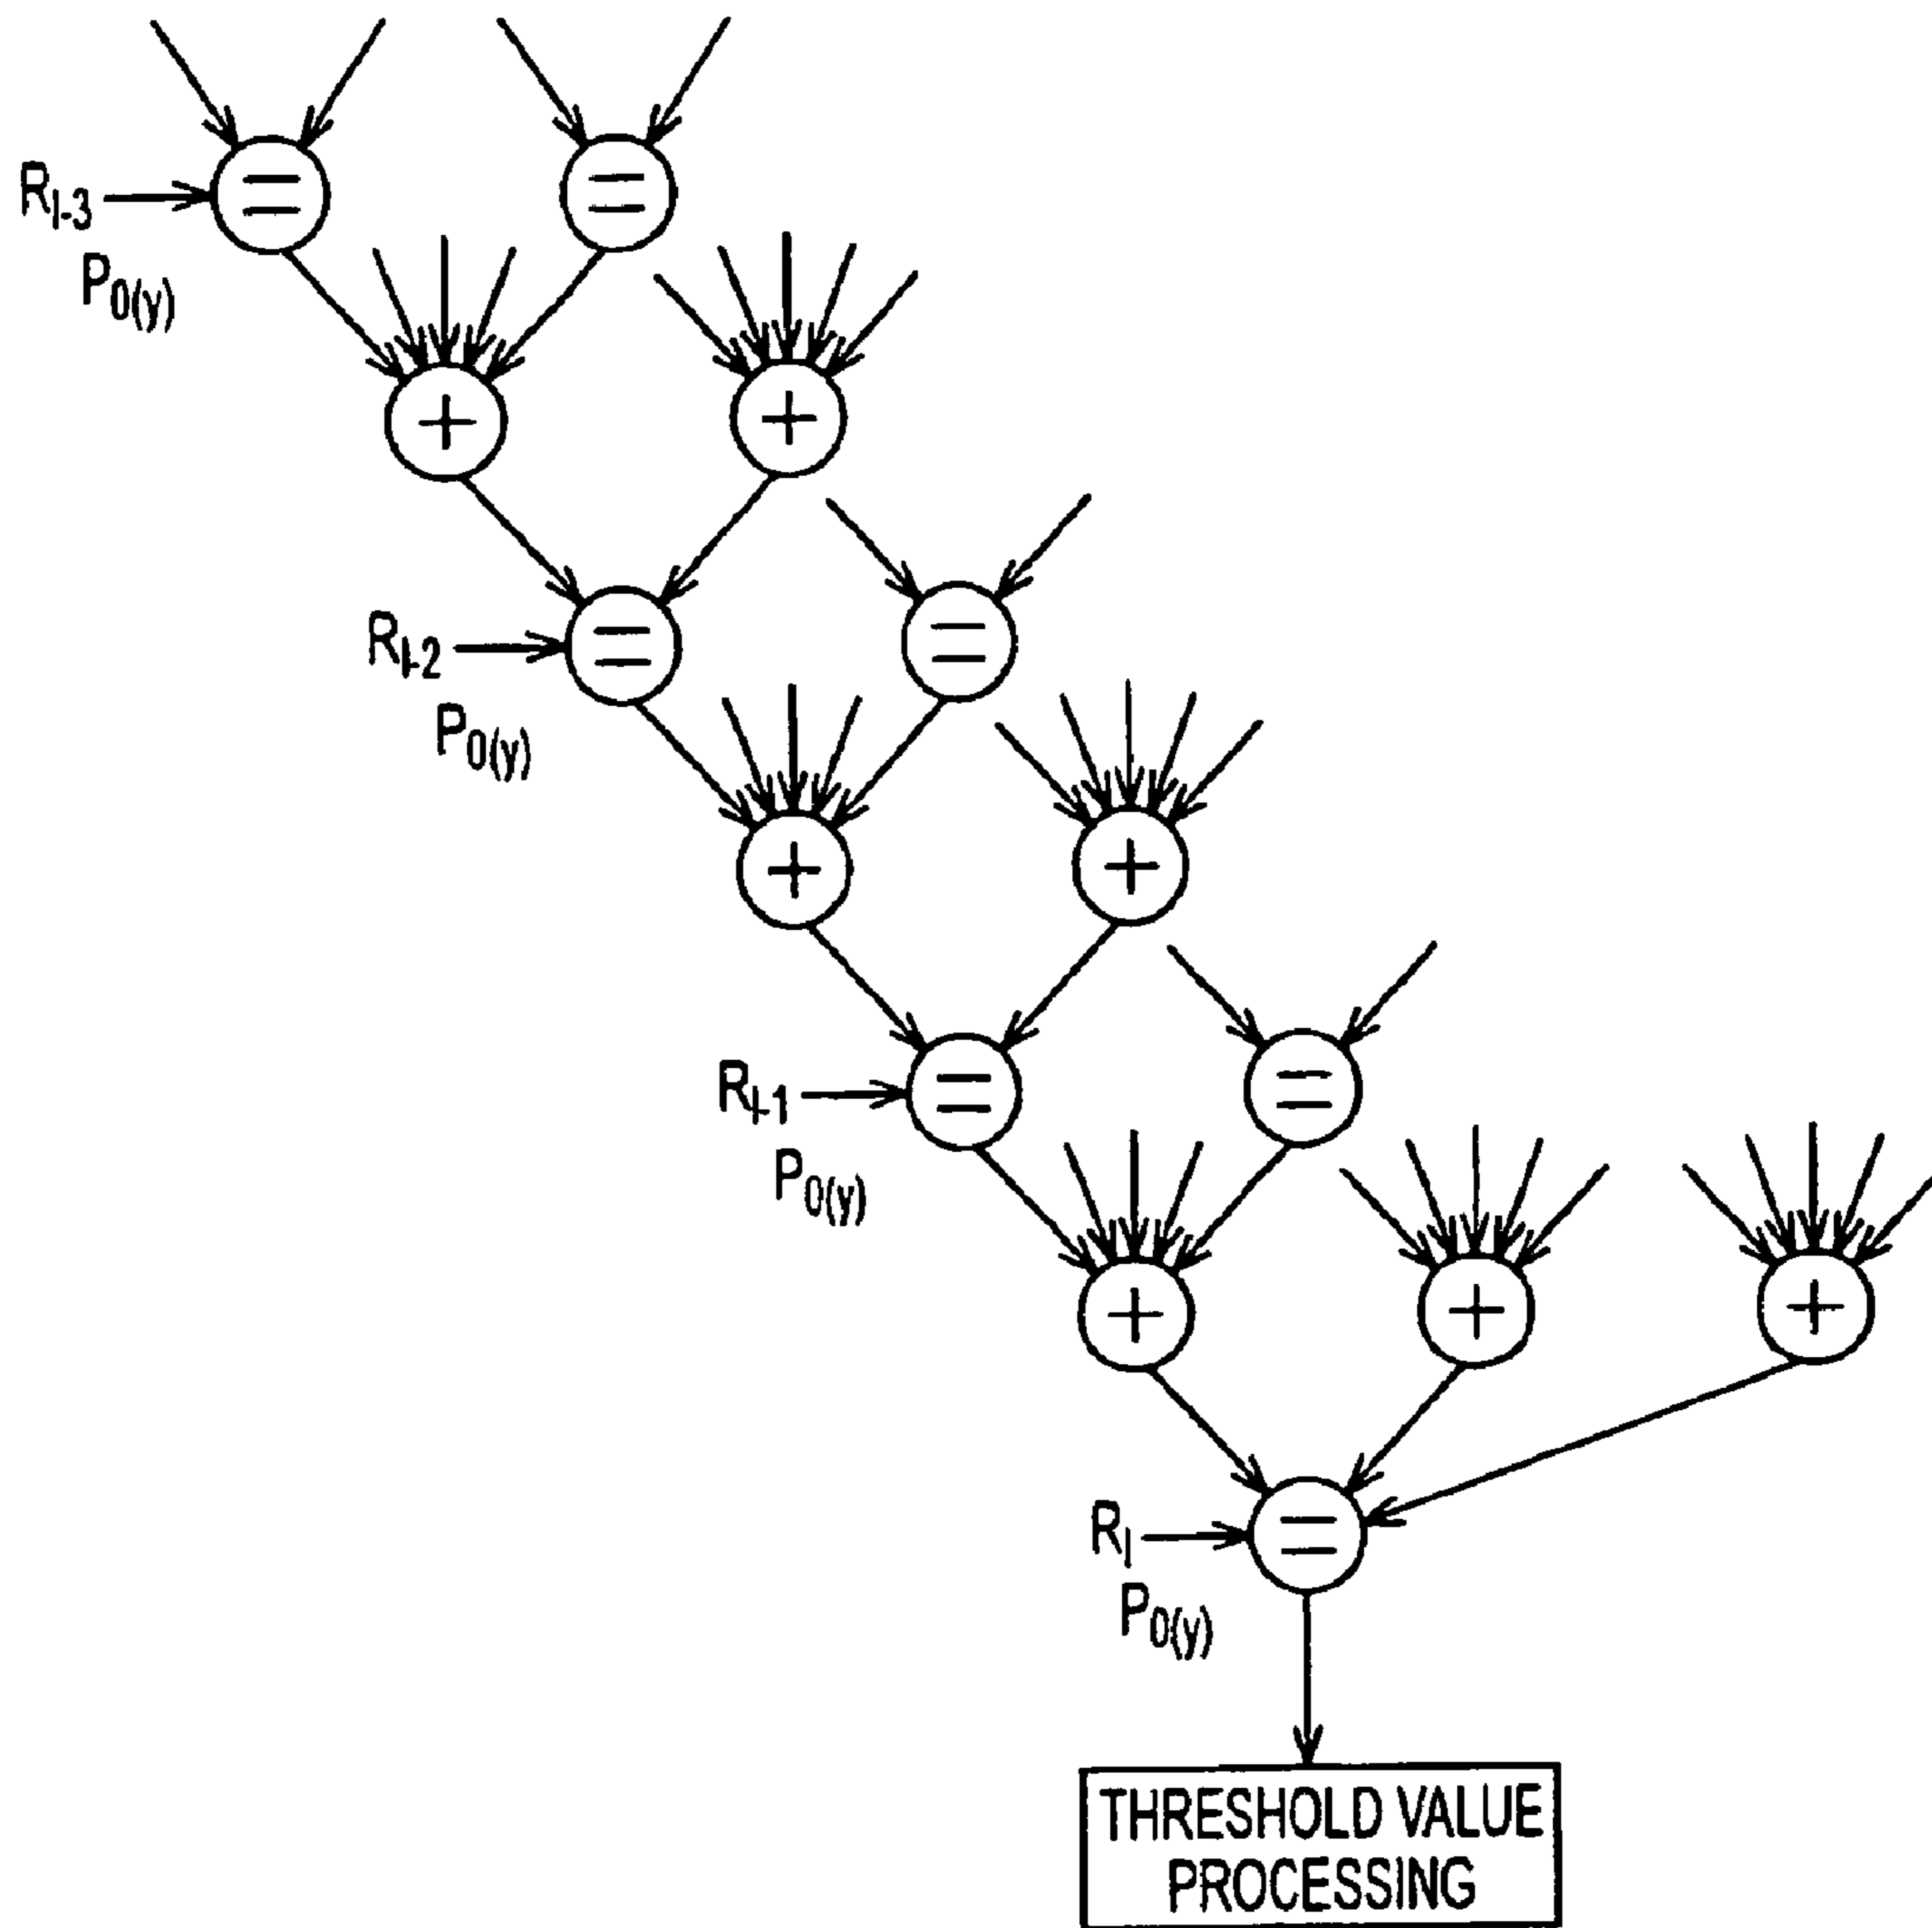 R_{l-3}
P_{0(y)}
+
+
R_{l-2}
P_{0(y)}
+
+
R_{l-1}
P_{0(y)}
+
+
+
R_l
P_{0(y)}
THRESHOLD VALUE
PROCESSING